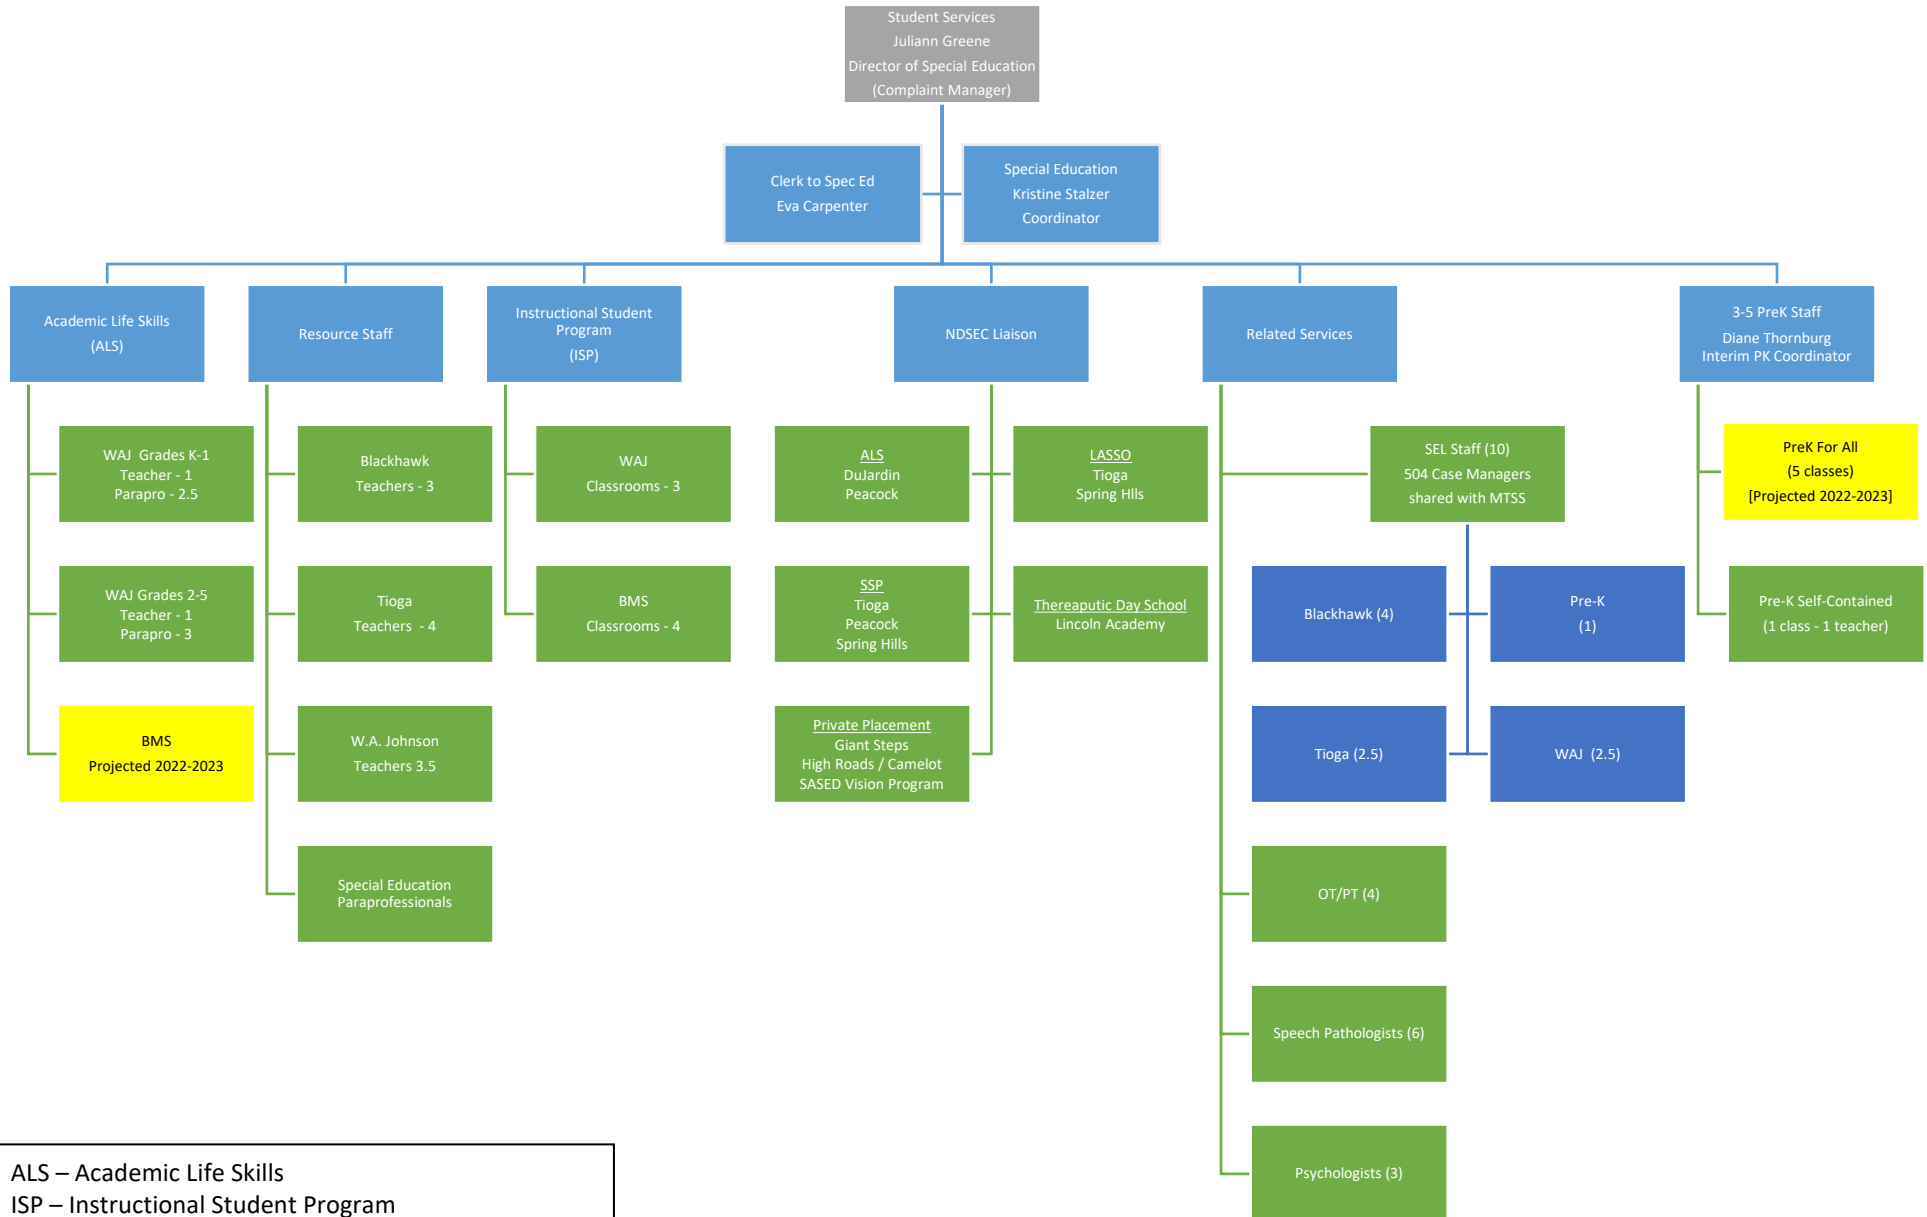 Student Services
Juliann Greene
Director of Special Education
(Complaint Manager)
Clerk to Spec Ed
Eva Carpenter
Special Education
Kristine Stalzer
Coordinator
Academic Life Skills
(ALS)
Resource Staff
Instructional Student
Program
(ISP)
NDSEC Liaison
Related Services
3-5 PreK Staff
Diane Thornburg
Interim PK Coordinator
WAJ Grades K-1
Teacher - 1
Parapro - 2.5
WAJ Grades 2-5
Teacher - 1
Parapro - 3
BMS
Projected 2022-2023
Blackhawk
Teachers - 3
Tioga
Teachers - 4
W.A. Johnson
Teachers 3.5
Special Education
Paraprofessionals
WAJ
Classrooms - 3
BMS
Classrooms - 4
ALS
DuJardin
Peacock
LASSO
Tioga
Spring Hlls
SSP
Tioga
Peacock
Spring Hills
Thereaputic Day School
Lincoln Academy
Private Placement
Giant Steps
High Roads / Camelot
SASED Vision Program
SEL Staff (10)
504 Case Managers
shared with MTSS
Blackhawk (4)
Pre-K
(1)
Tioga (2.5)
WAJ (2.5)
OT/PT (4)
Speech Pathologists (6)
Psychologists (3)
PreK For All
(5 classes)
[Projected 2022-2023]
Pre-K Self-Contained
(1 class - 1 teacher)
ALS – Academic Life Skills
ISP – Instructional Student Program